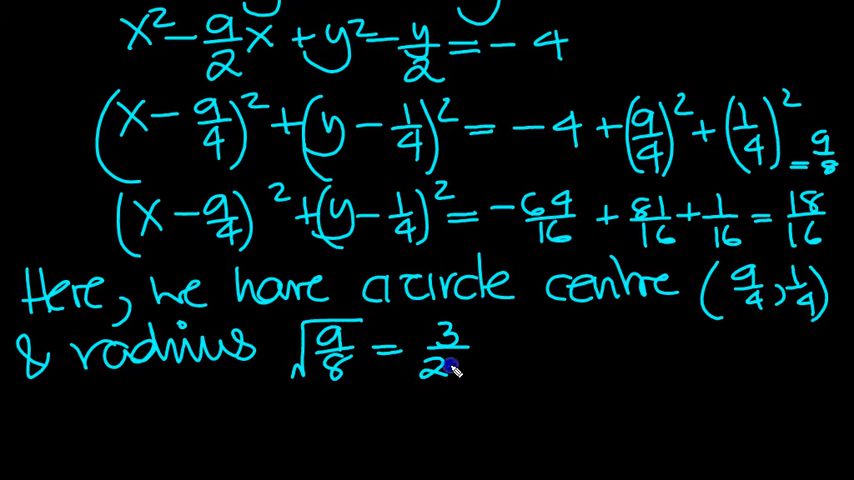 x² - 9/2 x + y² - y/2 = - 4
(x - 9/4)² + (y - 1/4)² = - 4 + (9/4)² + (1/4)²
= 9/8
(x - 9/4)² + (y - 1/4)² = - 64/16 + 81/16 + 1/16 = 18/16
Here, we have a circle centre (9/4, 1/4)
& radius √9/8 = 3/2